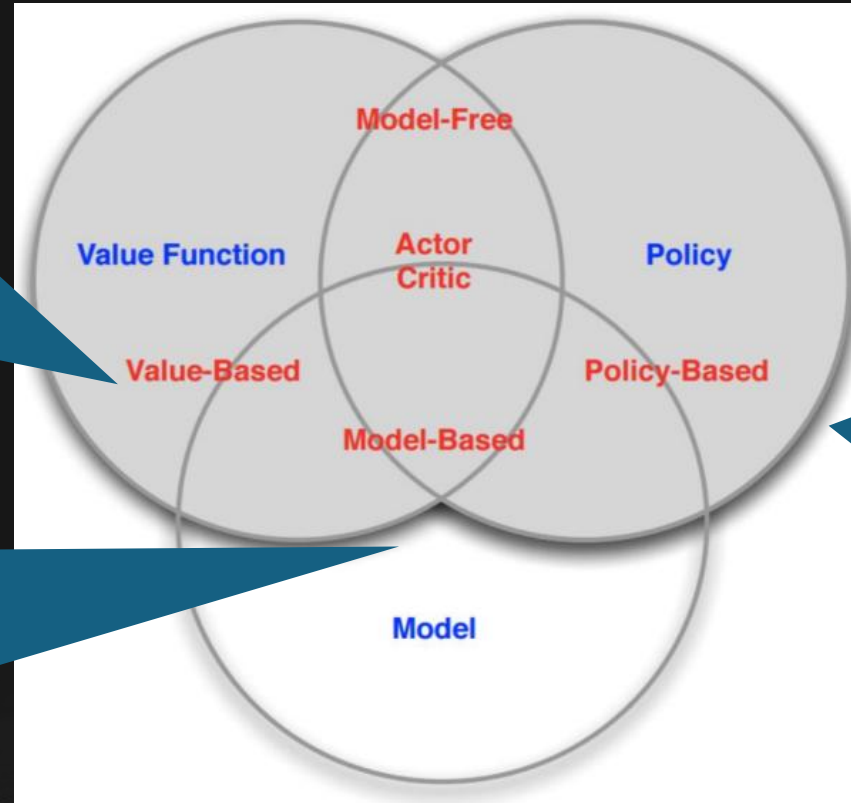 Model-Free
Value Function
Actor
Critic
Policy
Value-Based
Policy-Based
Model-Based
Model